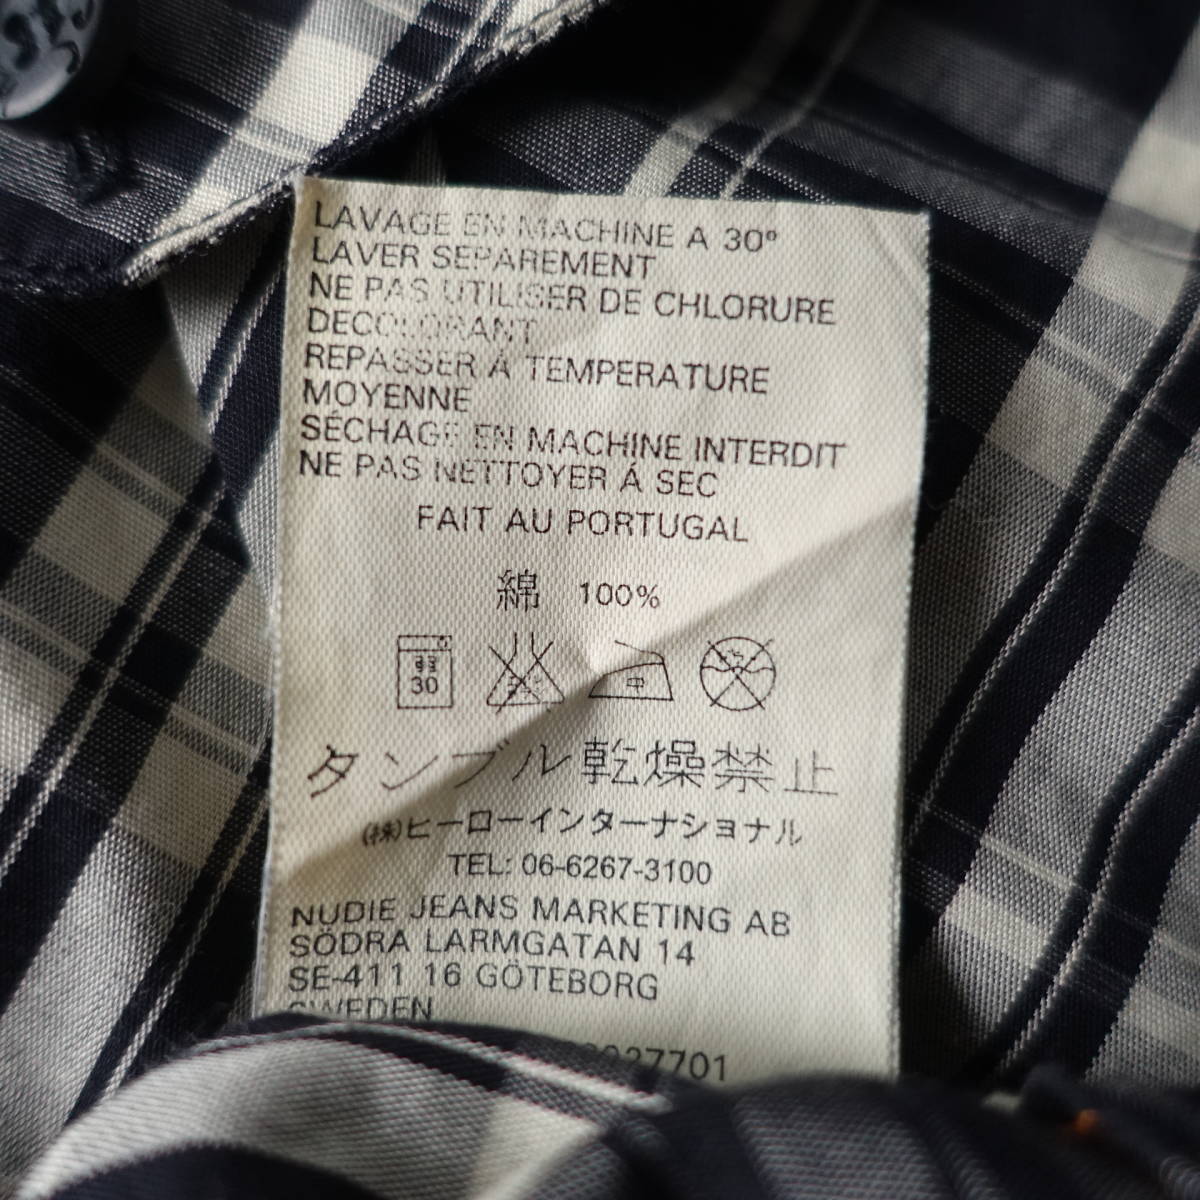 LAVAGE EN MACHINE A 30°
LAVER SEPAREMENT
NE PAS UTILISER DE CHLORURE
DECOLORANT
REPASSER Á TEMPERATURE
MOYENNE
SÉCHAGE EN MACHINE INTERDIT
NE PAS NETTOYER Á SEC
FAIT AU PORTUGAL
綿 100%
30 中
タンブル乾燥禁止
(株)ヒーローインターナショナル
TEL: 06-6267-3100
NUDIE JEANS MARKETING AB
SÖDRA LARMGATAN 14
SE-411 16 GÖTEBORG
SWEDEN